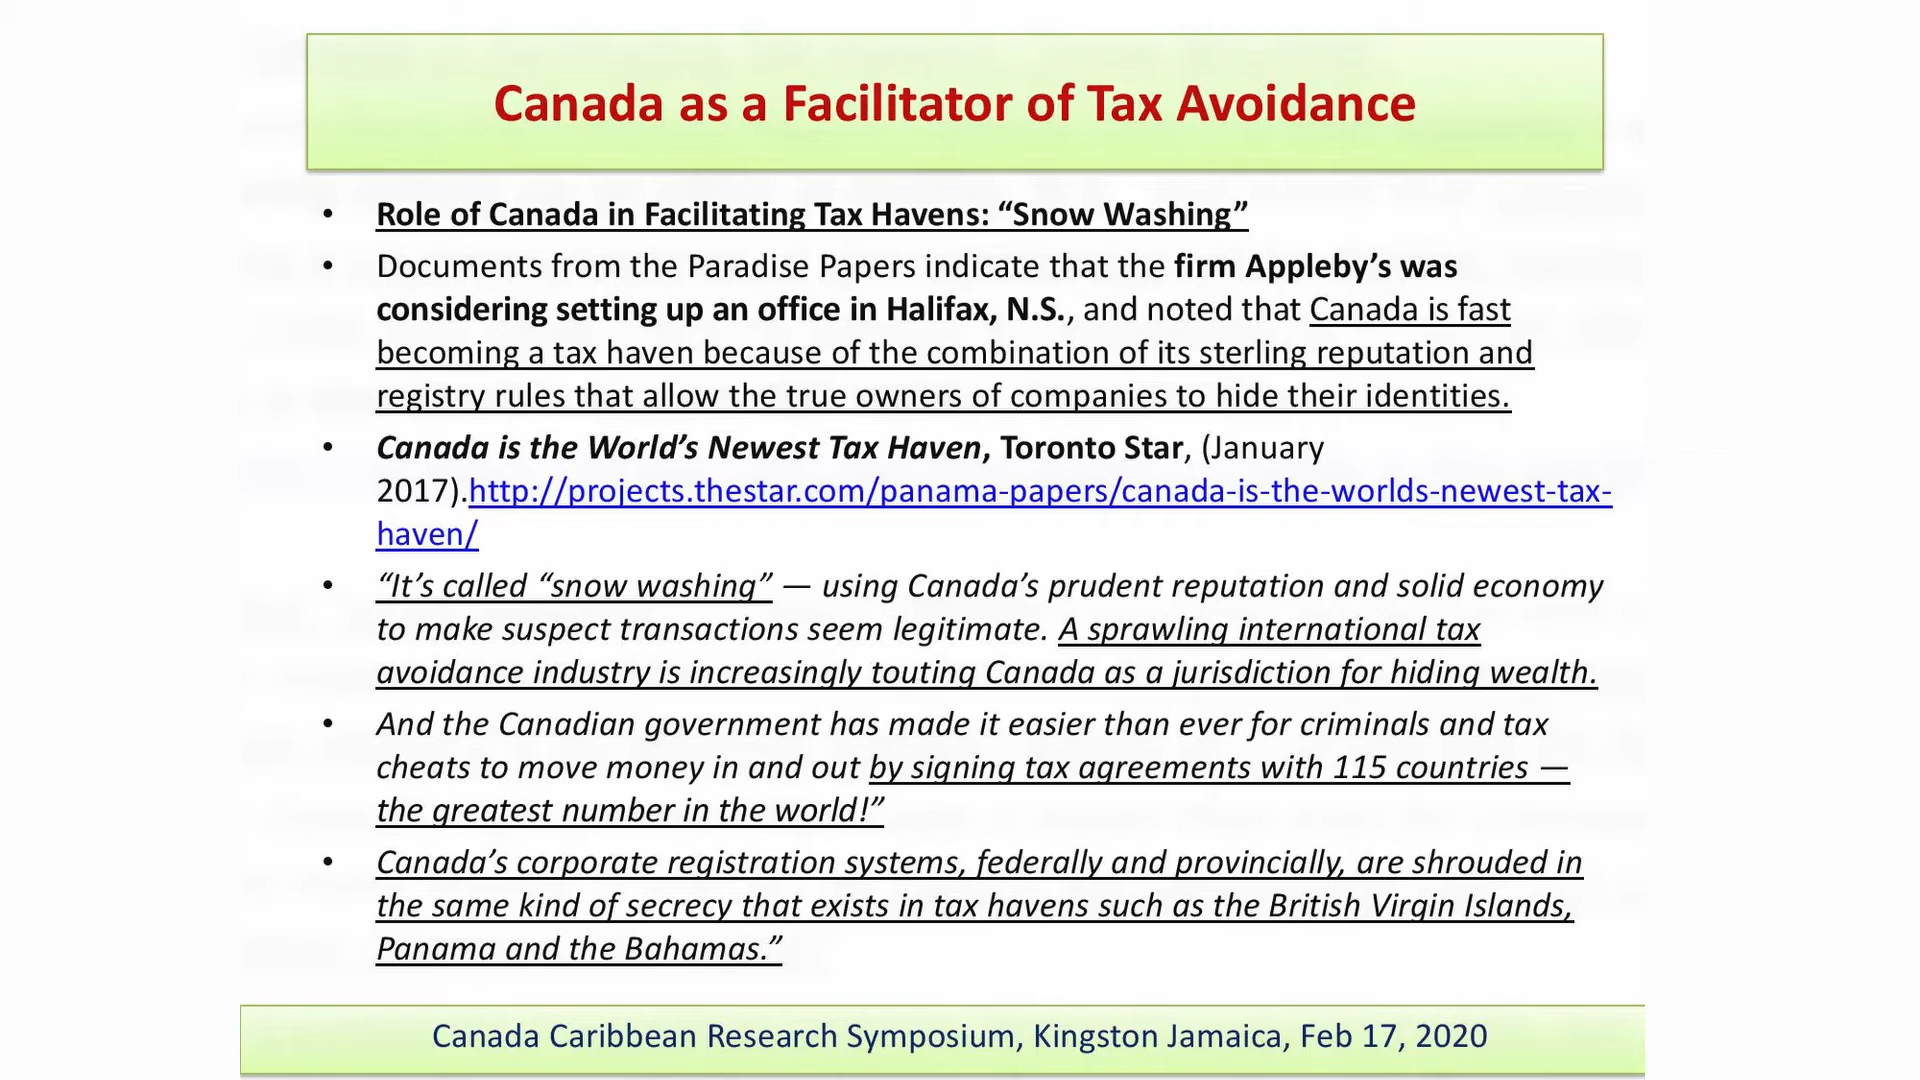 Canada as a Facilitator of Tax Avoidance
• Role of Canada in Facilitating Tax Havens: “Snow Washing”
• Documents from the Paradise Papers indicate that the firm Appleby’s was
considering setting up an office in Halifax, N.S., and noted that Canada is fast
becoming a tax haven because of the combination of its sterling reputation and
registry rules that allow the true owners of companies to hide their identities.
• Canada is the World’s Newest Tax Haven, Toronto Star, (January
2017).http://projects.thestar.com/panama-papers/canada-is-the-worlds-newest-tax-
haven/
• “It’s called “snow washing” — using Canada’s prudent reputation and solid economy
to make suspect transactions seem legitimate. A sprawling international tax
avoidance industry is increasingly touting Canada as a jurisdiction for hiding wealth.
• And the Canadian government has made it easier than ever for criminals and tax
cheats to move money in and out by signing tax agreements with 115 countries —
the greatest number in the world!”
• Canada’s corporate registration systems, federally and provincially, are shrouded in
the same kind of secrecy that exists in tax havens such as the British Virgin Islands,
Panama and the Bahamas.”
Canada Caribbean Research Symposium, Kingston Jamaica, Feb 17, 2020